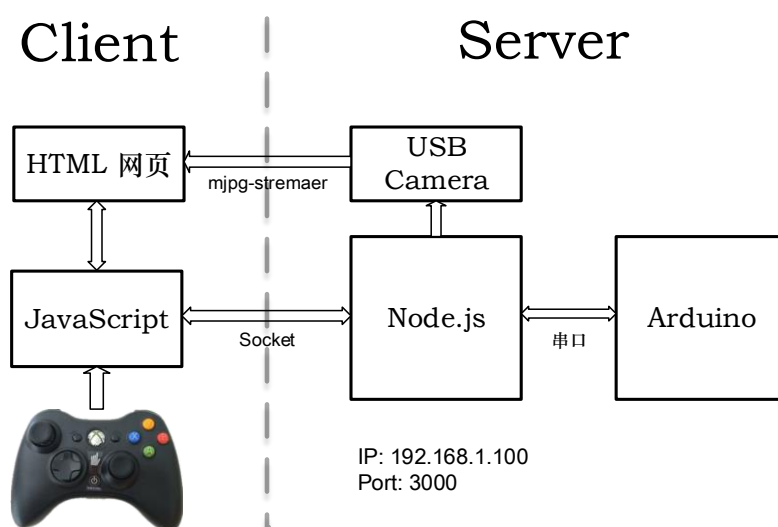 Client
Server
HTML 网页
USB
Camera
mjpg-stremaer
JavaScript
Node.js
Arduino
Socket
串口
IP: 192.168.1.100
Port: 3000